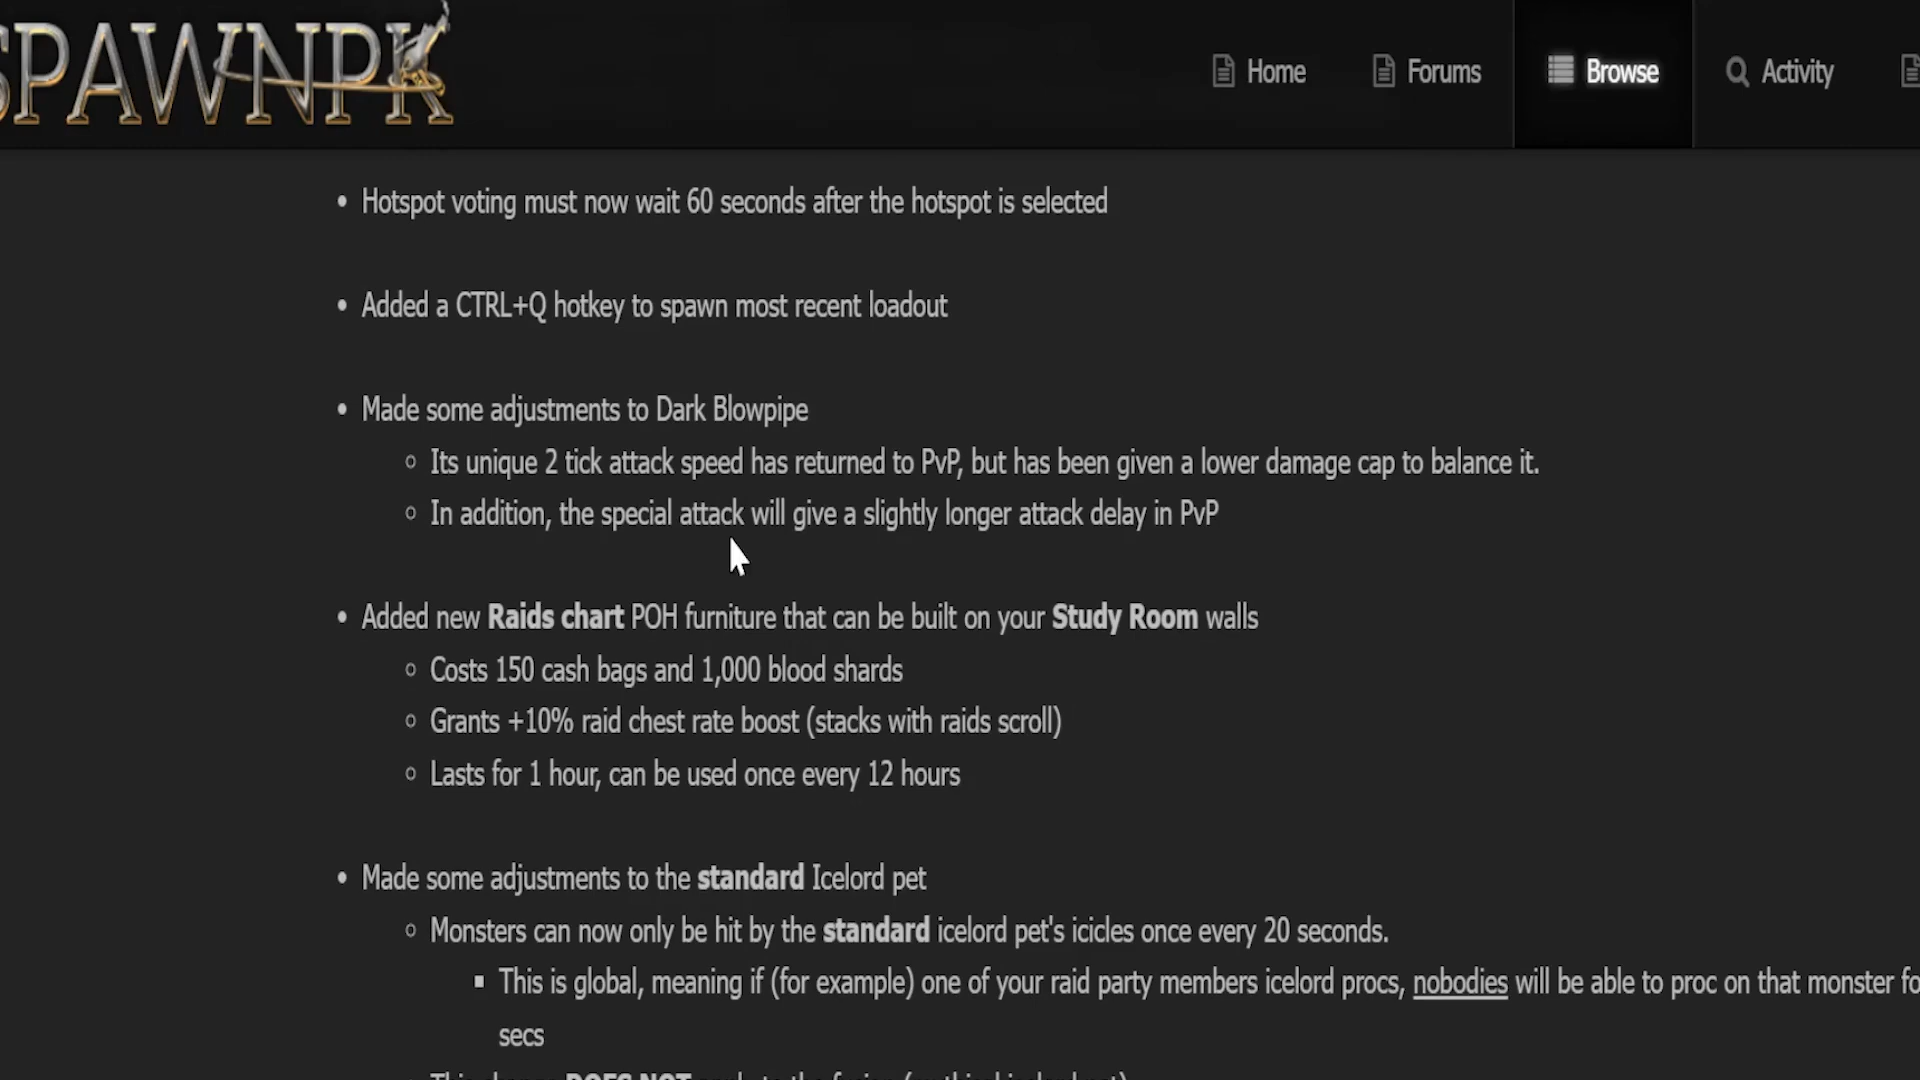 SPAWNPK
Home
Forums
Browse
Activity
• Hotspot voting must now wait 60 seconds after the hotspot is selected
• Added a CTRL+Q hotkey to spawn most recent loadout
• Made some adjustments to Dark Blowpipe
◦ Its unique 2 tick attack speed has returned to PvP, but has been given a lower damage cap to balance it.
◦ In addition, the special attack will give a slightly longer attack delay in PvP
• Added new Raids chart POH furniture that can be built on your Study Room walls
◦ Costs 150 cash bags and 1,000 blood shards
◦ Grants +10% raid chest rate boost (stacks with raids scroll)
◦ Lasts for 1 hour, can be used once every 12 hours
• Made some adjustments to the standard Icelord pet
◦ Monsters can now only be hit by the standard icelord pet's icicles once every 20 seconds.
▪ This is global, meaning if (for example) one of your raid party members icelord procs, nobodies will be able to proc on that monster fo
secs
DOES NOT